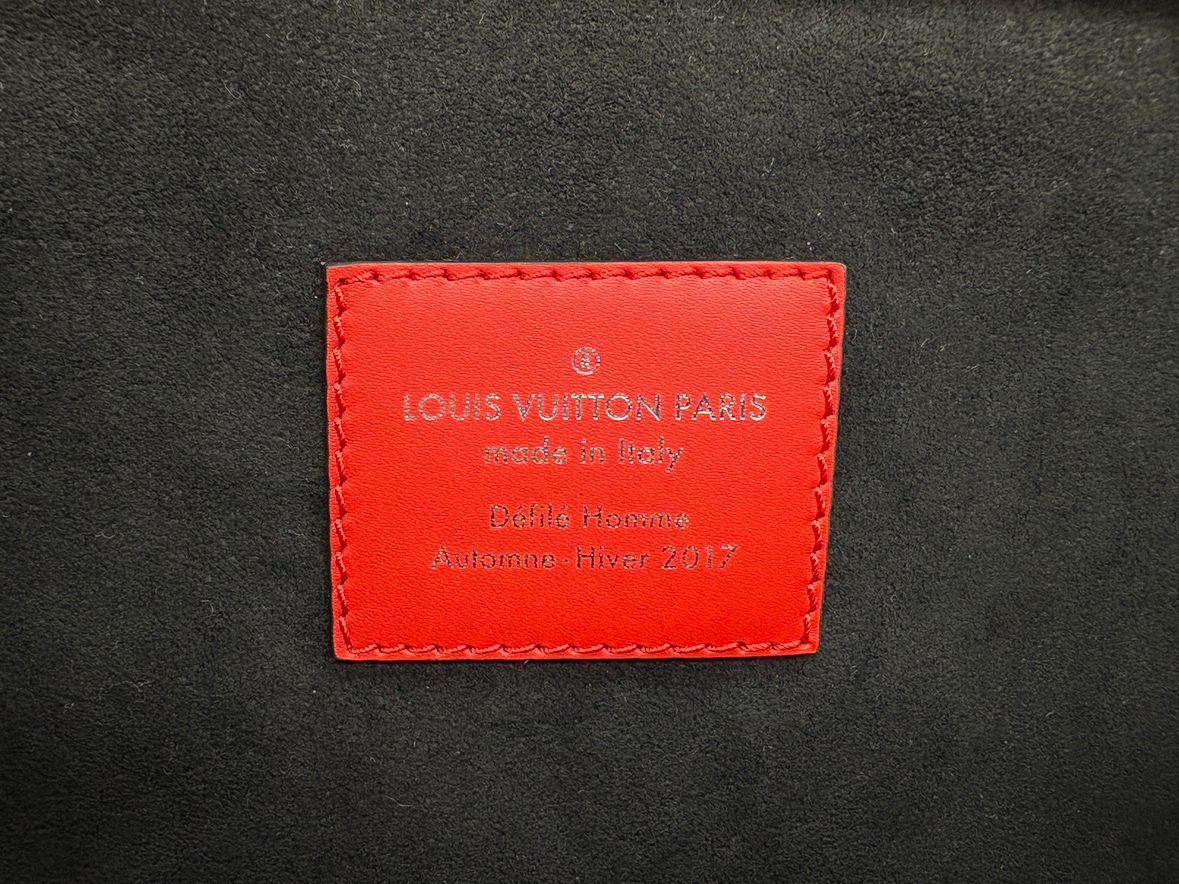 ®
LOUIS VUITTON PARIS
made in Italy
Défilé Homme
Automne-Hiver 2017